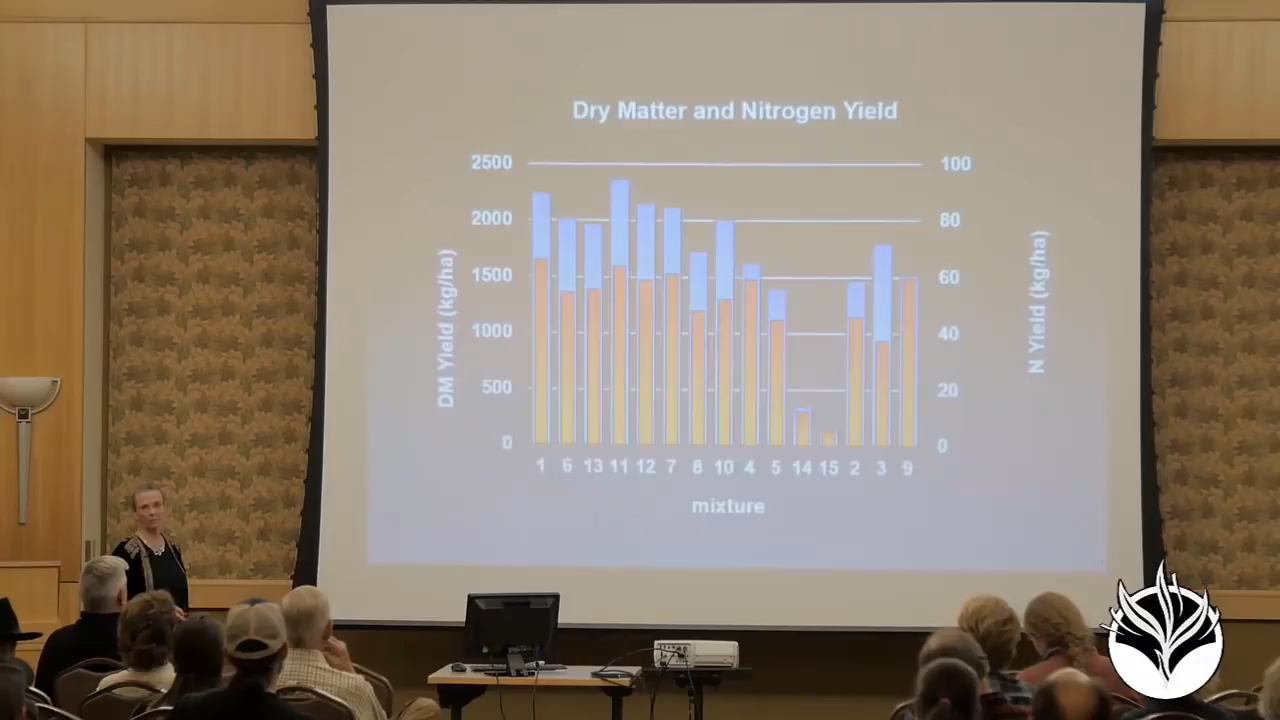 Dry Matter and Nitrogen Yield
2500
2000
1500
1000
500
0
DM Yield (kg/ha)
100
80
60
40
20
0
N Yield (kg/ha)
1 6 13 11 12 7 8 10 4 5 14 15 2 3 9
mixture